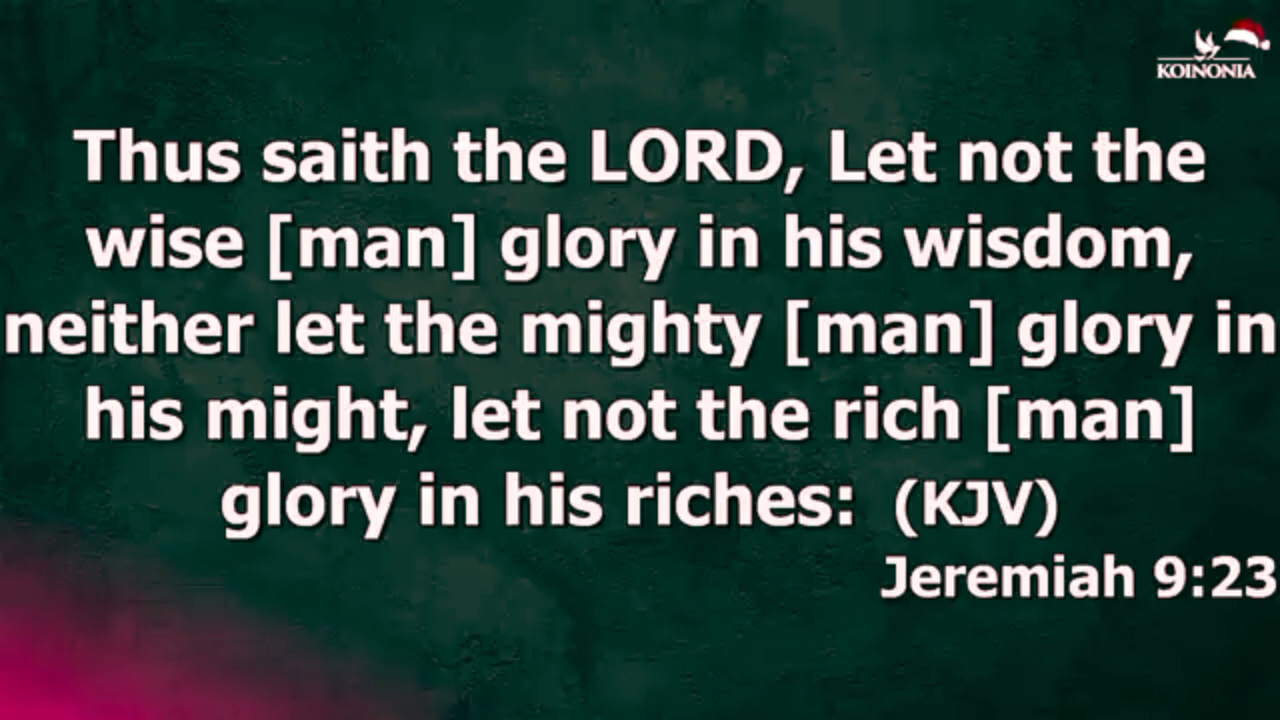 KOINONIA
Thus saith the LORD, Let not the
wise [man] glory in his wisdom,
neither let the mighty [man] glory in
his might, let not the rich [man]
glory in his riches: (KJV)
Jeremiah 9:23